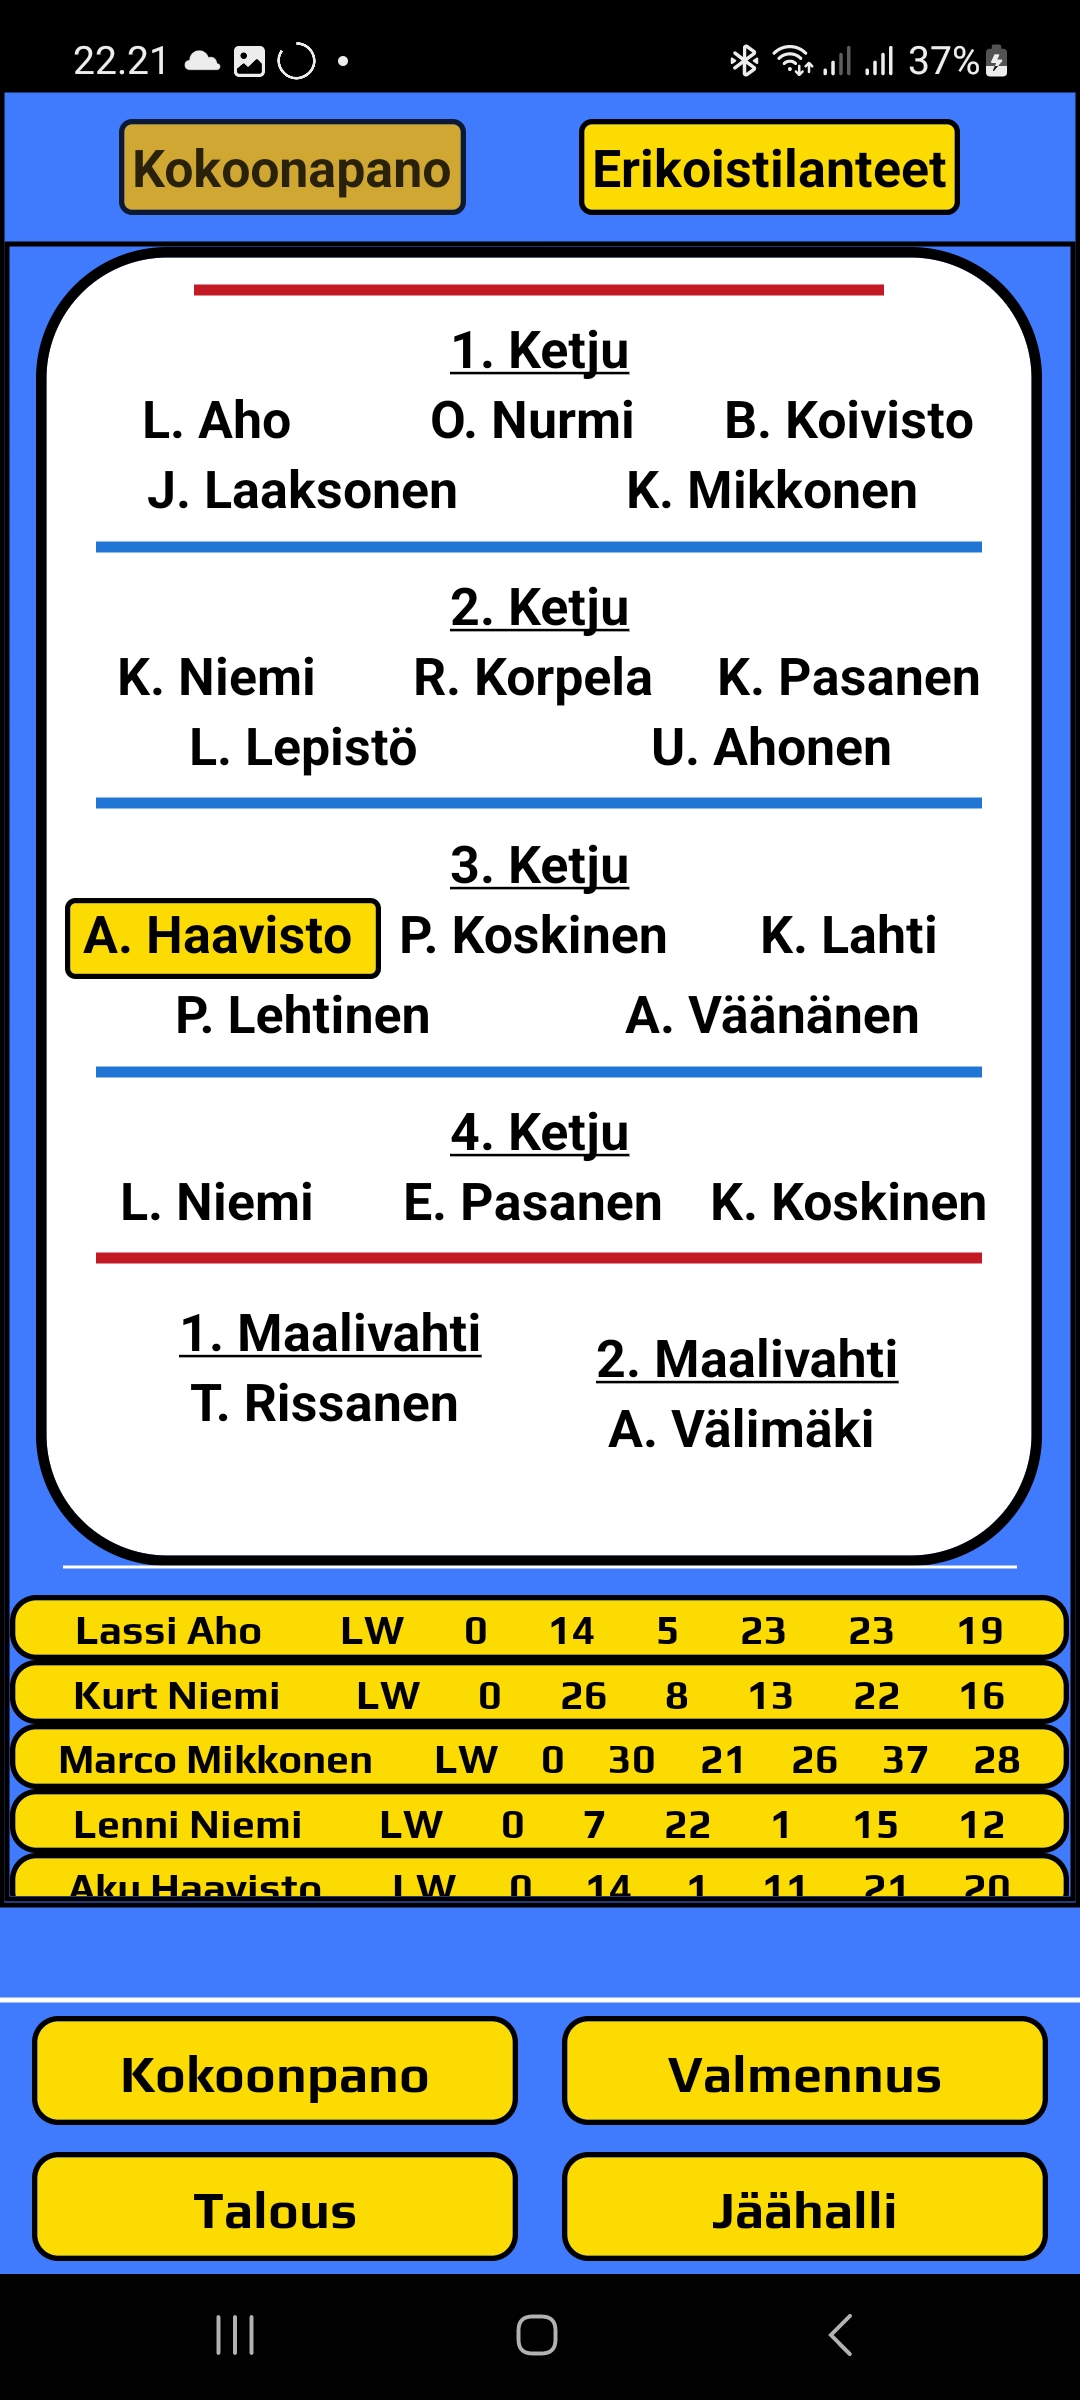 22.21 37%
Kokoonapano Erikoistilanteet
1. Ketju
L. Aho O. Nurmi B. Koivisto
J. Laaksonen K. Mikkonen
2. Ketju
K. Niemi R. Korpela K. Pasanen
L. Lepistö U. Ahonen
3. Ketju
A. Haavisto P. Koskinen K. Lahti
P. Lehtinen A. Väänänen
4. Ketju
L. Niemi E. Pasanen K. Koskinen
1. Maalivahti
T. Rissanen
2. Maalivahti
A. Välimäki
Lassi Aho LW 0 14 5 23 23 19
Kurt Niemi LW 0 26 8 13 22 16
Marco Mikkonen LW 0 30 21 26 37 28
Lenni Niemi LW 0 7 22 1 15 12
Aku Haavisto LW 0 14 1 11 21 20
Kokoonpano Valmennus
Talous Jäähalli